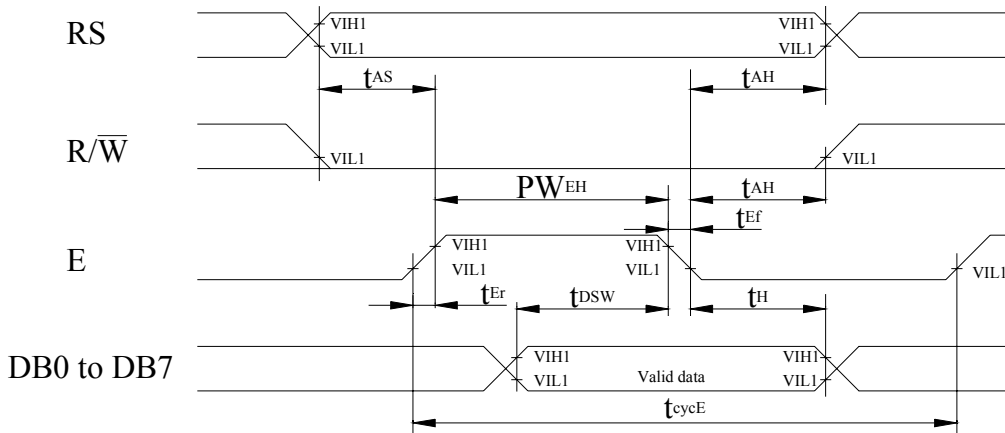 RS
VIH1
VIH1
VIL1
VIL1
tAS
tAH
R/W̅
VIL1
VIL1
PWEH
tAH
tEf
E
VIH1
VIH1
VIL1
VIL1
VIL1
tEr
tDSW
tH
DB0 to DB7
VIH1
VIH1
VIL1
Valid data
VIL1
tcycE